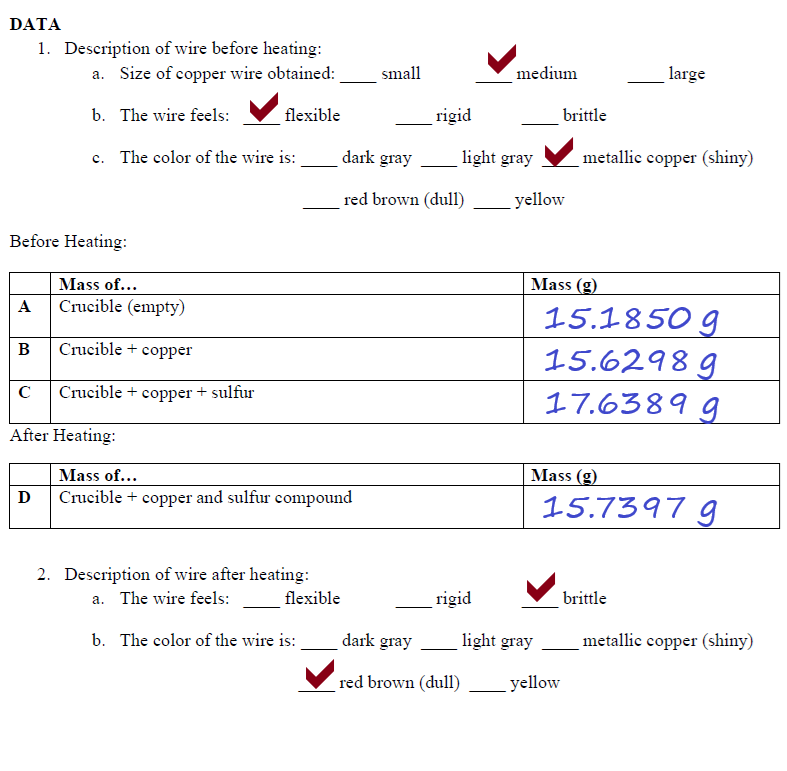 DATA
1. Description of wire before heating:
a. Size of copper wire obtained: ____ small ____ medium ____ large
b. The wire feels: ____ flexible ____ rigid ____ brittle
c. The color of the wire is: ____ dark gray ____ light gray ____ metallic copper (shiny)
____ red brown (dull) ____ yellow
Before Heating:
Mass of… Mass (g)
A Crucible (empty) 15.1850 g
B Crucible + copper 15.6298 g
C Crucible + copper + sulfur 17.6389 g
After Heating:
Mass of… Mass (g)
D Crucible + copper and sulfur compound 15.7397 g
2. Description of wire after heating:
a. The wire feels: ____ flexible ____ rigid ____ brittle
b. The color of the wire is: ____ dark gray ____ light gray ____ metallic copper (shiny)
____ red brown (dull) ____ yellow